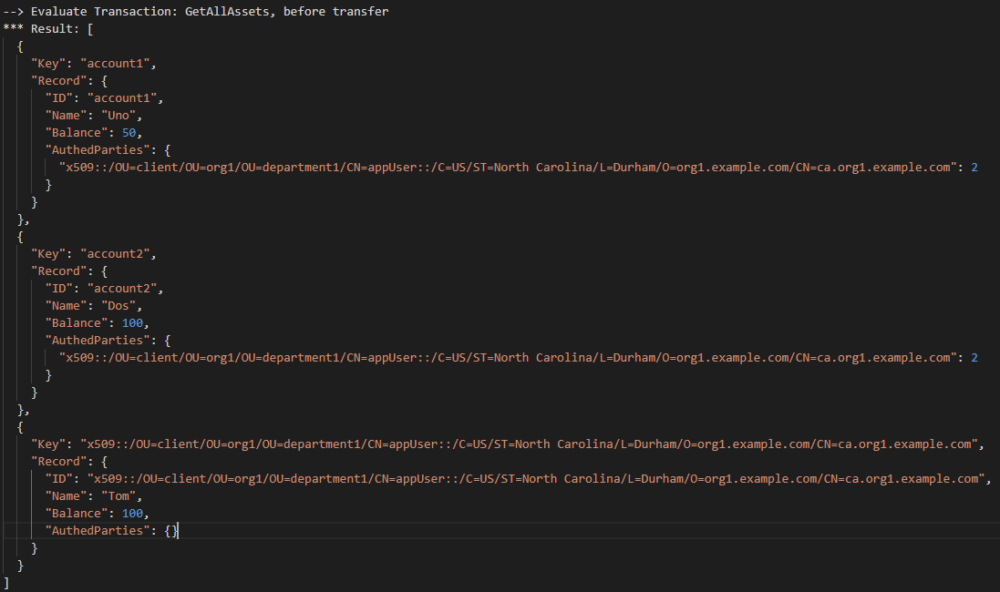 --> Evaluate Transaction: GetAllAssets, before transfer
*** Result: [
  {
    "Key": "account1",
    "Record": {
      "ID": "account1",
      "Name": "Uno",
      "Balance": 50,
      "AuthedParties": {
        "x509::/OU=client/OU=org1/OU=department1/CN=appUser::/C=US/ST=North Carolina/L=Durham/O=org1.example.com/CN=ca.org1.example.com": 2
      }
    }
  },
  {
    "Key": "account2",
    "Record": {
      "ID": "account2",
      "Name": "Dos",
      "Balance": 100,
      "AuthedParties": {
        "x509::/OU=client/OU=org1/OU=department1/CN=appUser::/C=US/ST=North Carolina/L=Durham/O=org1.example.com/CN=ca.org1.example.com": 2
      }
    }
  },
  {
    "Key": "x509::/OU=client/OU=org1/OU=department1/CN=appUser::/C=US/ST=North Carolina/L=Durham/O=org1.example.com/CN=ca.org1.example.com",
    "Record": {
      "ID": "x509::/OU=client/OU=org1/OU=department1/CN=appUser::/C=US/ST=North Carolina/L=Durham/O=org1.example.com/CN=ca.org1.example.com",
      "Name": "Tom",
      "Balance": 100,
      "AuthedParties": {}
    }
  }
]